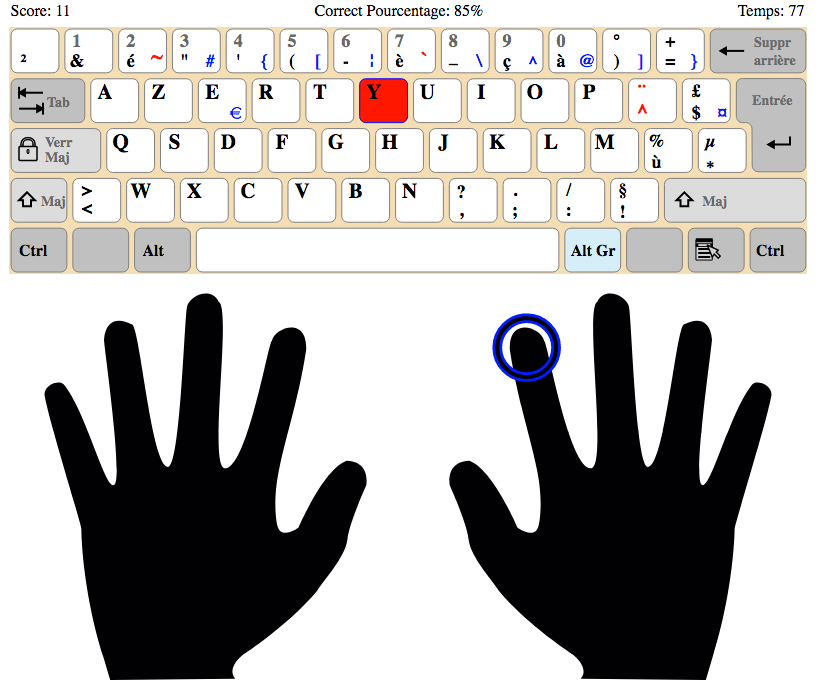 Score: 11 Correct Pourcentage: 85% Temps: 77
² 1 & 2 é ~ 3 " # 4 ' { 5 ( [ 6 - ¦ 7 è ` 8 _ \ 9 ç ^ 0 à @ ° ) ] + = } Suppr arrière
Tab A Z E € R T Y U I O P ¨ ^ £ $ ¤ Entrée
Verr Maj Q S D F G H J K L M % ù µ *
Maj > < W X C V B N ? , . ; / : § ! Maj
Ctrl Alt Alt Gr Ctrl